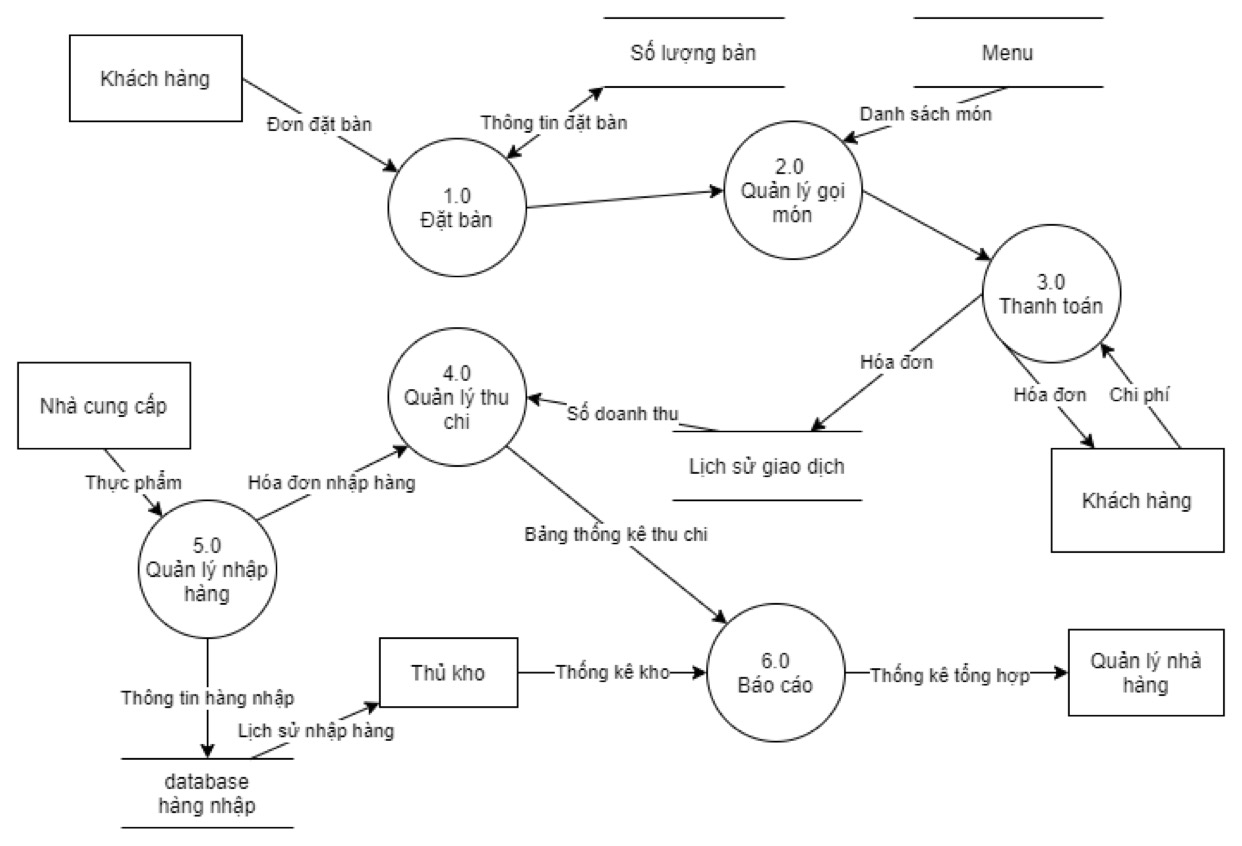 Số lượng bàn
Menu
Khách hàng
Đơn đặt bàn
Thông tin đặt bàn
Danh sách món
1.0
Đặt bàn
2.0
Quản lý gọi
món
3.0
Thanh toán
Hóa đơn
Hóa đơn
Chi phí
Nhà cung cấp
4.0
Quản lý thu
chi
Số doanh thu
Lịch sử giao dịch
Khách hàng
Thực phẩm
Hóa đơn nhập hàng
5.0
Quản lý nhập
hàng
Bảng thống kê thu chi
Thủ kho
Thống kê kho
6.0
Báo cáo
Thống kê tổng hợp
Quản lý nhà
hàng
Thông tin hàng nhập
Lịch sử nhập hàng
database
hàng nhập